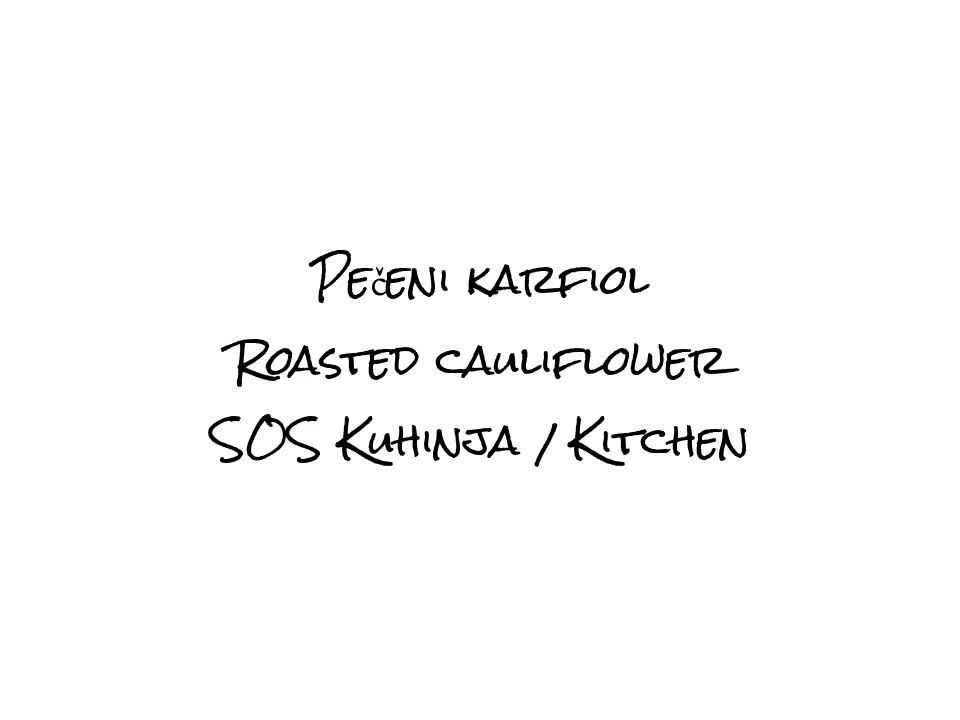 Pečeni karfiol
Roasted cauliflower
SOS Kuhinja / Kitchen